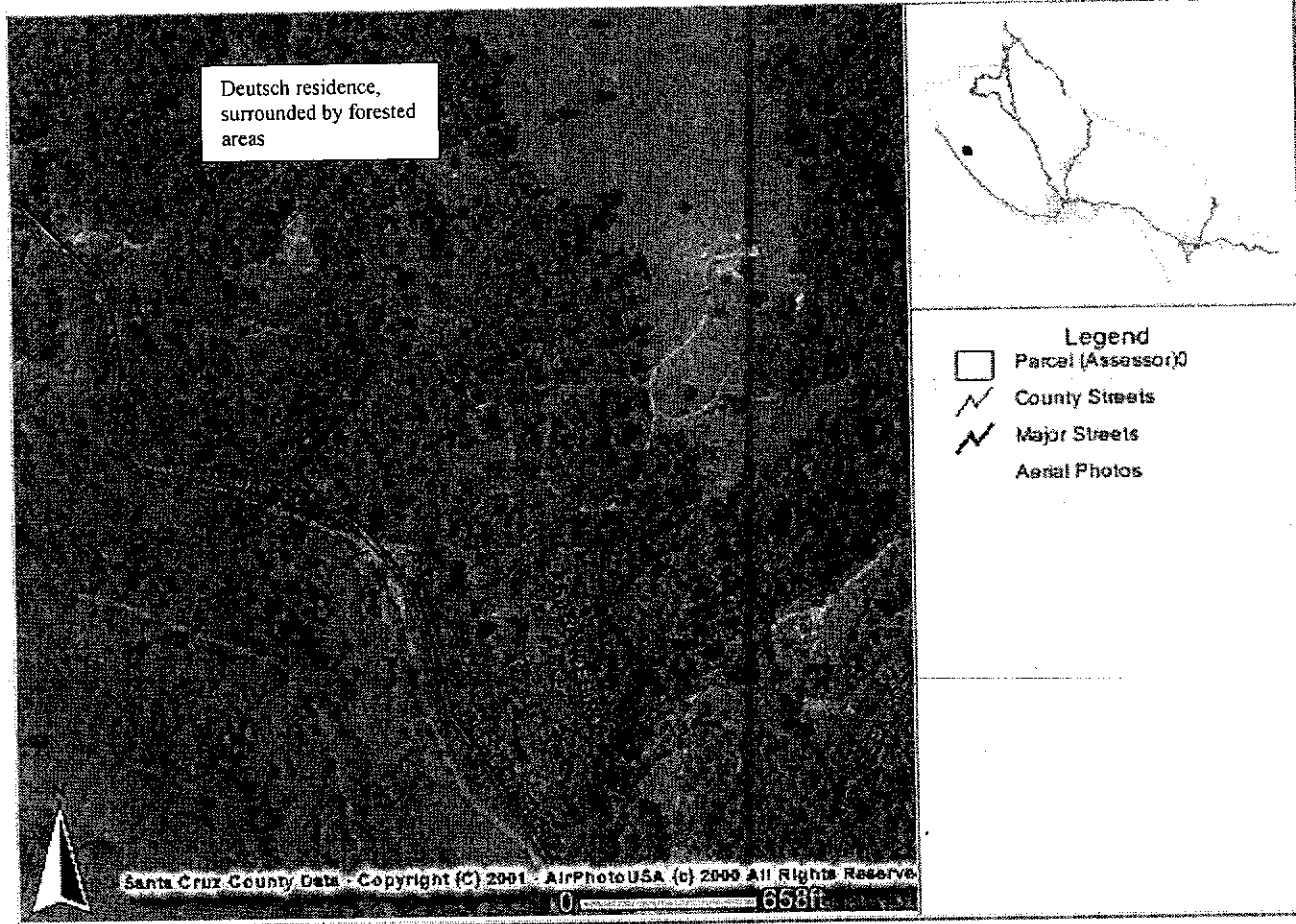 Deutsch residence,
surrounded by forested
areas
Legend
Parcel (Assessor)0
County Streets
Major Streets
Aerial Photos
Santa Cruz County Data - Copyright (C) 2001 - AirPhotoUSA (c) 2000 All Rights Reserve
0 658ft